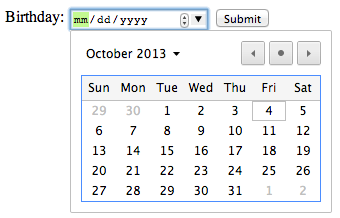 Birthday: mm/dd/yyyy Submit
October 2013
Sun Mon Tue Wed Thu Fri Sat
29 30 1 2 3 4 5
6 7 8 9 10 11 12
13 14 15 16 17 18 19
20 21 22 23 24 25 26
27 28 29 30 31 1 2